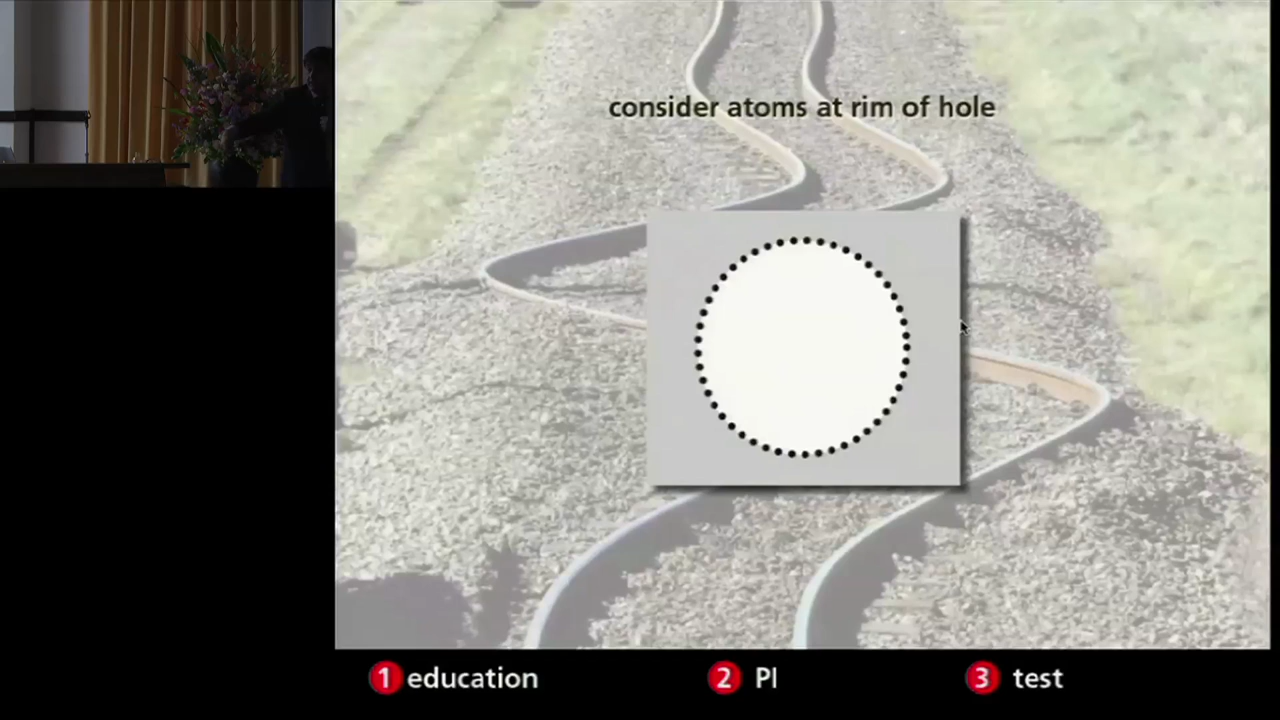 consider atoms at rim of hole
1 education
2 PI
3 test